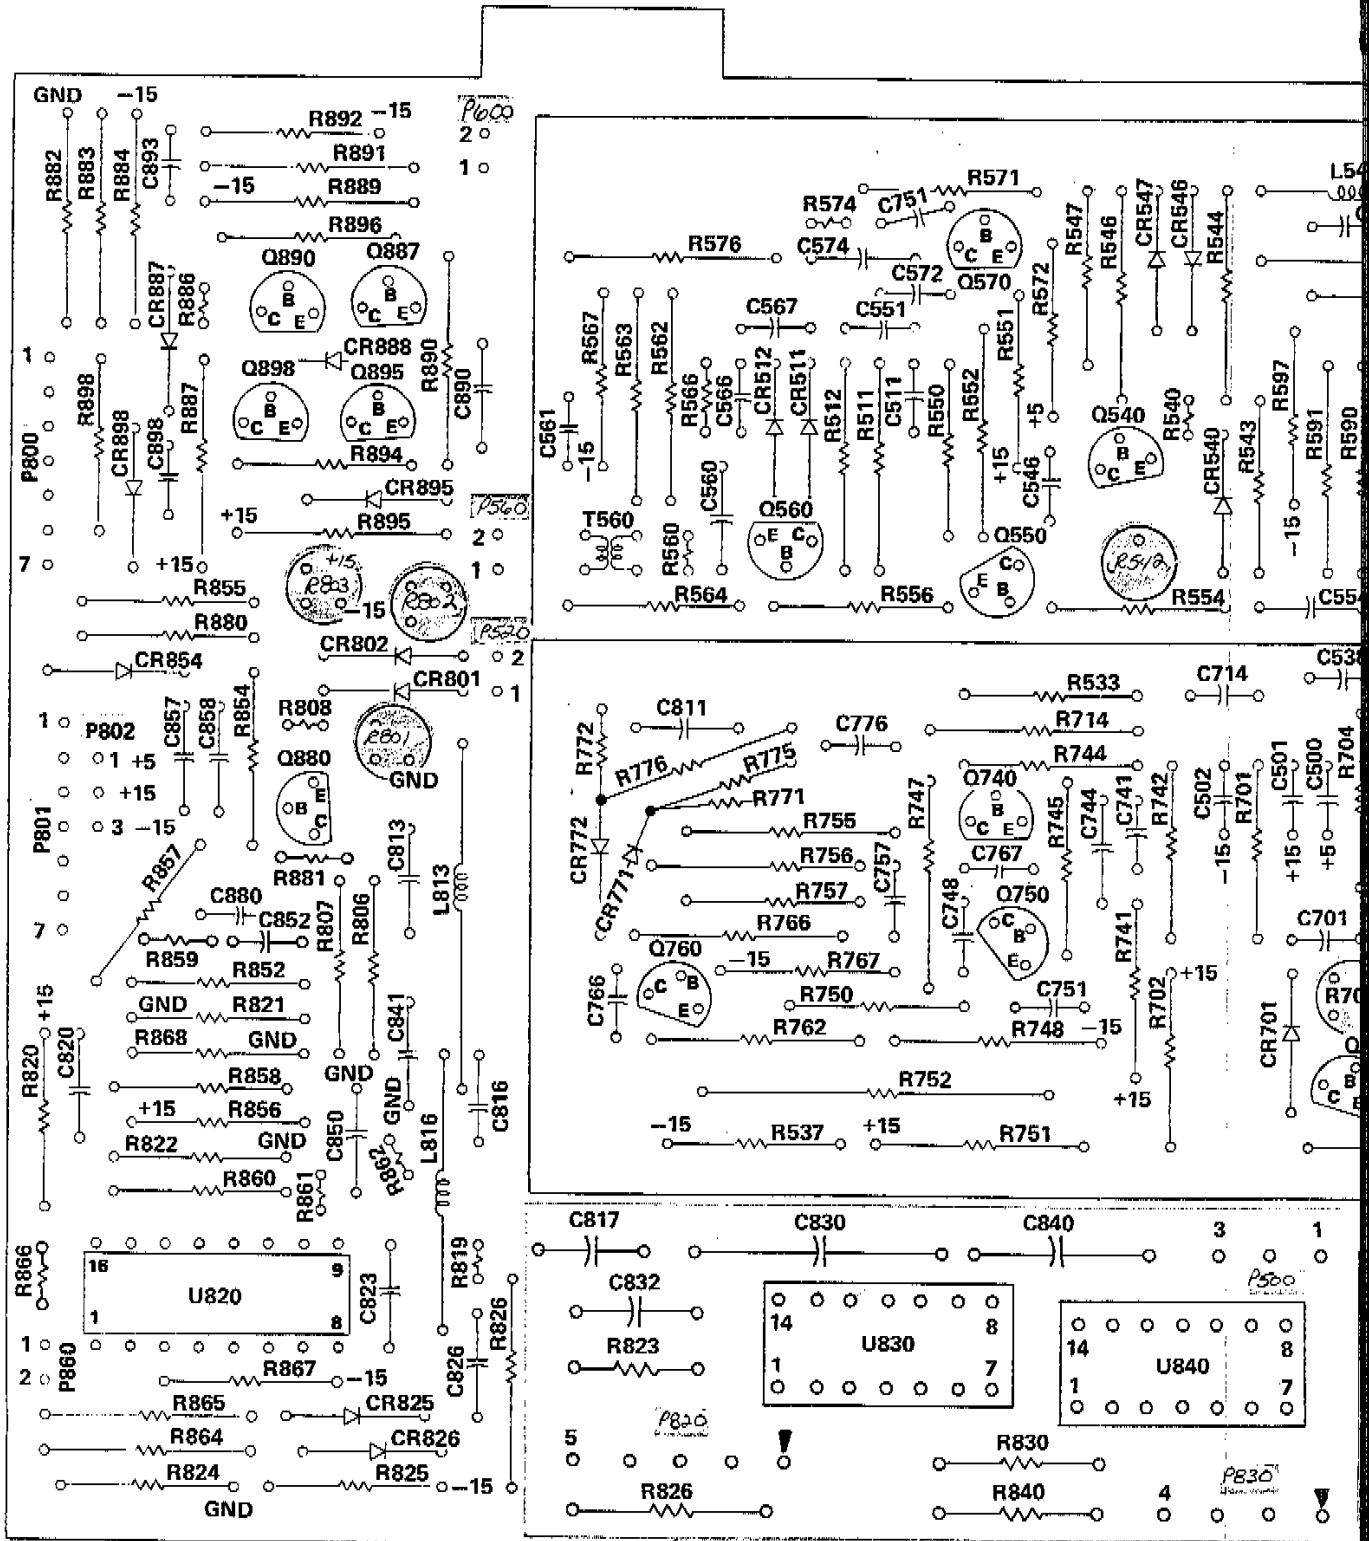 GND -15
R892 -15 P600
2
R882 R883 R884 C893 R891 1
-15 R889
R896
L54
R571
R574 C751
R547 R546 CR547 CR546 R544
B
C E
R576 C574
C572 Q570 R572
Q890 Q887
CR887 R886
B B
C E C E
R567 R563 R562 C567 C551 R551
1 CR888 R890 C890
R898 Q898 Q895
B B
C E C E
R887
P800 CR898 C898
R894
CR895 P560
+15 R895 2
7 +15 1
C561 -15 R566 C566 CR512 CR511 R512 R511 C511 R550 R552 +5
Q540 R540 R597 R591 R590
B
C E
CR540 R543
C560 Q560 +15 C546
E C
B
T560 R560 Q550
C
E B
R542 -15
R564 R556 R554 C554
R855 +15
R803 R802
-15
R880 P520
CR802 2
CR854 CR801 1
1 P802 C857 C858 R854 R808
R801
1 +5 Q880 GND
E
B
C
+15
P801 3 -15
R857 C813 L813
R881
C880 C852 R807 R806
7
R859 R852
+15 GND R821 C841
R868 GND
R820 C820 GND
R858 GND C816
+15 R856 C850
R822 GND R862 L816
R860 R861
C538
R533 C714
C811 R714
R772 C776 R744 R704
R776 R775 Q740
B
C E
R771 R747 R745 C744 C741 R742 C502 R701 C501 C500
R755
CR772 R756 C757 C767 -15 +15 +5
CR771 R757 C748 Q750
C
B
E
R766 R741 C701
Q760 -15 R767 R702 +15
C B
E
C766 R750 C751 CR701 R70
R762 R748 -15 Q
B
C E
R752 +15
-15 R537 +15 R751
R866 16 9 C823 R819
U820
1 8
1 P860 R826
2 R867 -15 C826
R865 CR825
R864 CR826
R824 R825 -15
GND
C817 C830 C840 3 1
C832 P500
14 8
U830
1 7
14 8
U840
1 7
R823
P820
5 R830
R826 R840 P830
4